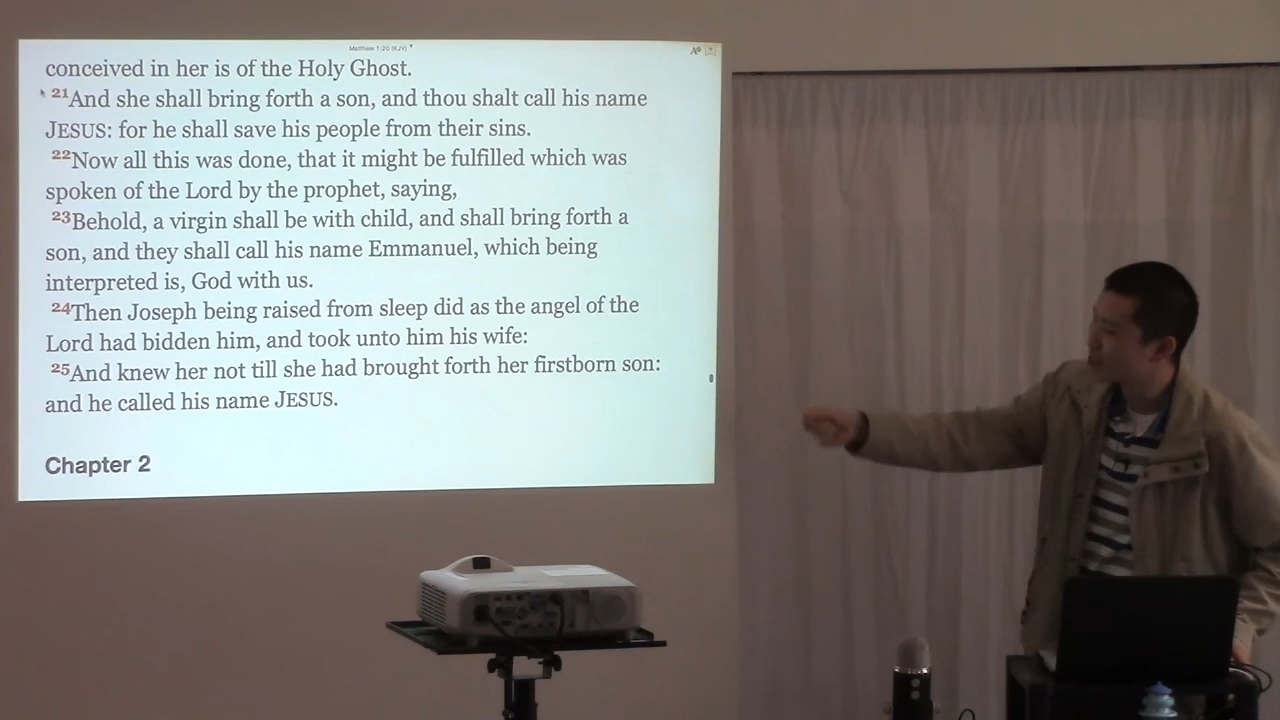 Matthew 1:20 (KJV)
conceived in her is of the Holy Ghost.
21And she shall bring forth a son, and thou shalt call his name
JESUS: for he shall save his people from their sins.
22Now all this was done, that it might be fulfilled which was
spoken of the Lord by the prophet, saying,
23Behold, a virgin shall be with child, and shall bring forth a
son, and they shall call his name Emmanuel, which being
interpreted is, God with us.
24Then Joseph being raised from sleep did as the angel of the
Lord had bidden him, and took unto him his wife:
25And knew her not till she had brought forth her firstborn son:
and he called his name JESUS.
Chapter 2